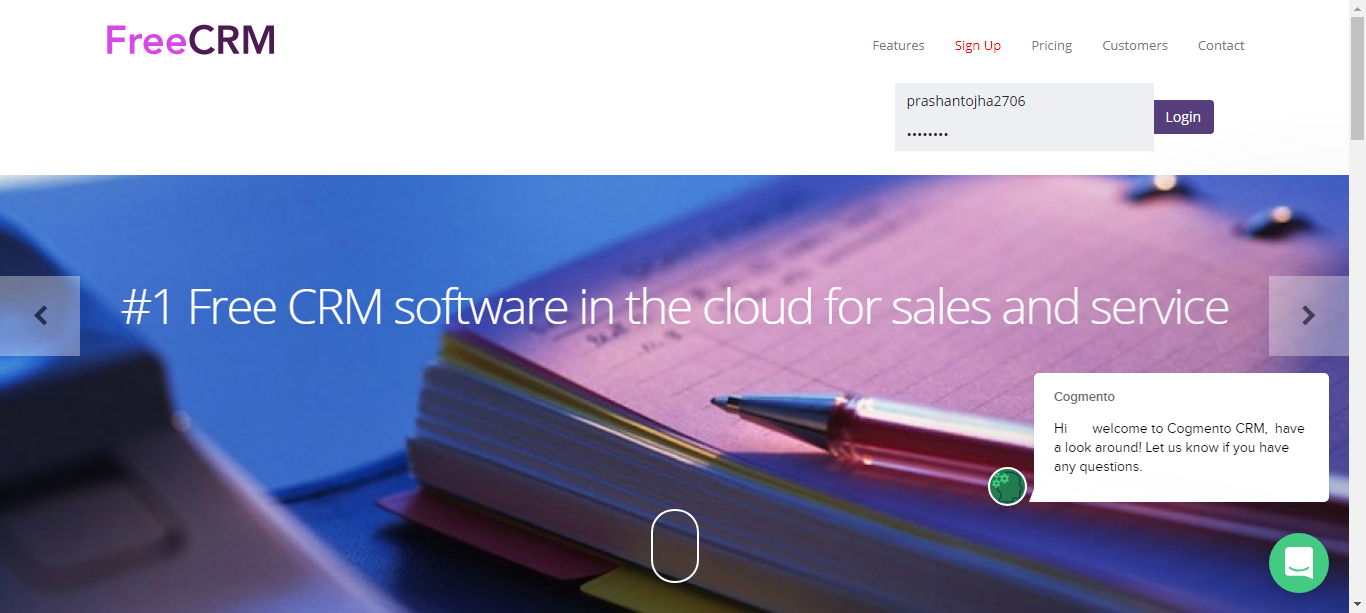 FreeCRM
Features Sign Up Pricing Customers Contact
prashantojha2706
••••••••
Login
#1 Free CRM software in the cloud for sales and service
Cogmento
Hi welcome to Cogmento CRM, have
a look around! Let us know if you have
any questions.